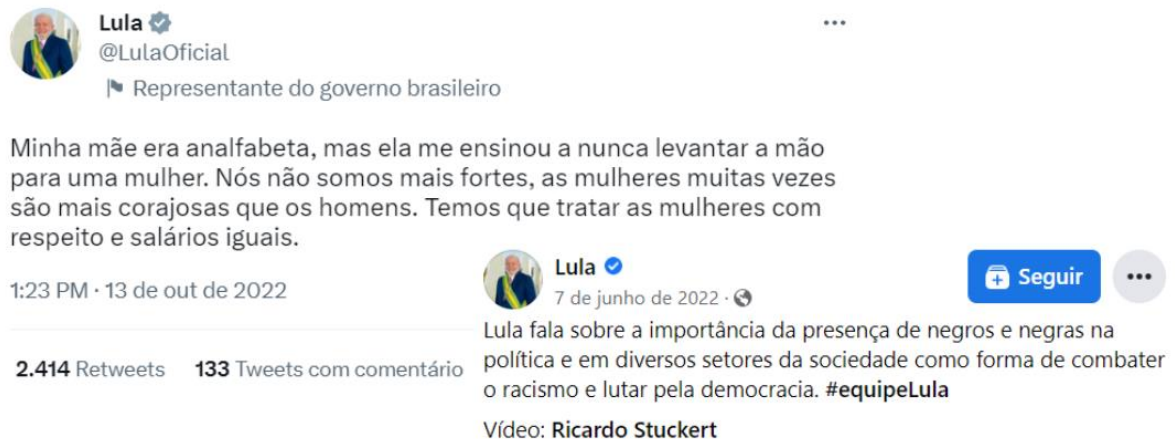 Lula
@LulaOficial
Representante do governo brasileiro
Minha mãe era analfabeta, mas ela me ensinou a nunca levantar a mão
para uma mulher. Nós não somos mais fortes, as mulheres muitas vezes
são mais corajosas que os homens. Temos que tratar as mulheres com
respeito e salários iguais.
1:23 PM · 13 de out de 2022
2.414 Retweets 133 Tweets com comentário
Lula
Seguir
7 de junho de 2022 ·
Lula fala sobre a importância da presença de negros e negras na
política e em diversos setores da sociedade como forma de combater
o racismo e lutar pela democracia. #equipeLula
Vídeo: Ricardo Stuckert